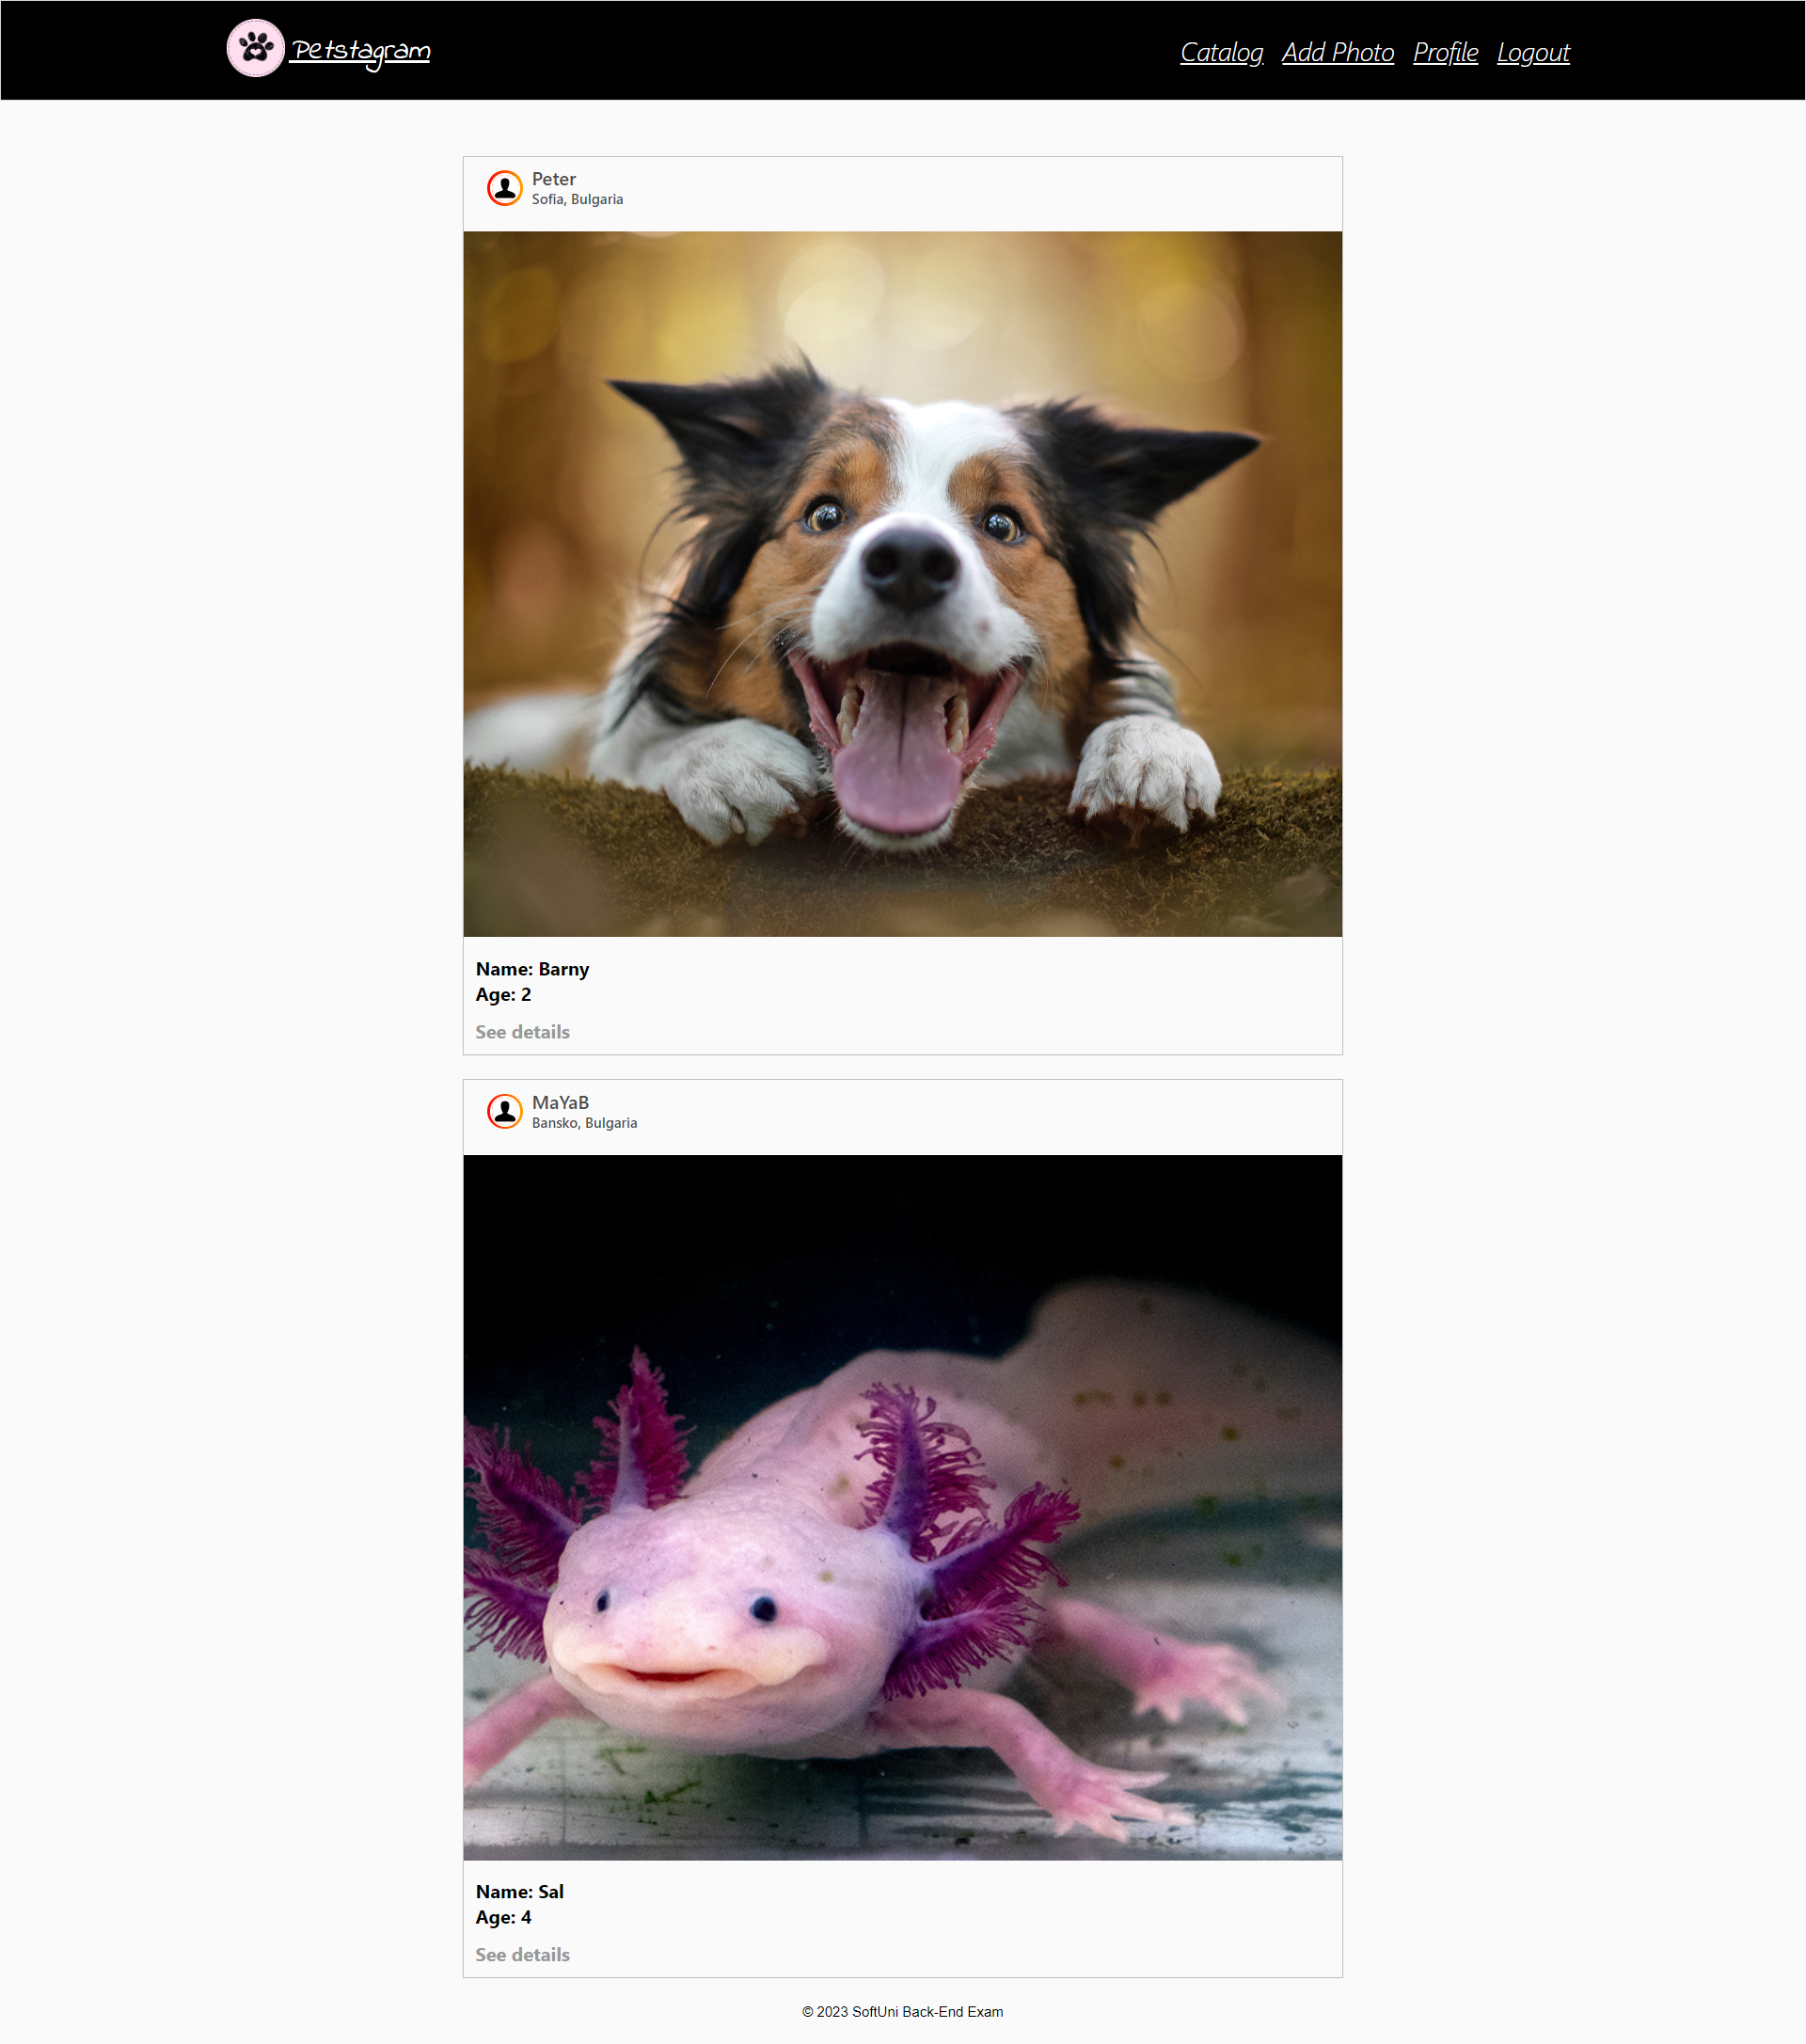 Petstagram
Catalog Add Photo Profile Logout
Peter
Sofia, Bulgaria
Name: Barny
Age: 2
See details
MaYaB
Bansko, Bulgaria
Name: Sal
Age: 4
See details
© 2023 SoftUni Back-End Exam